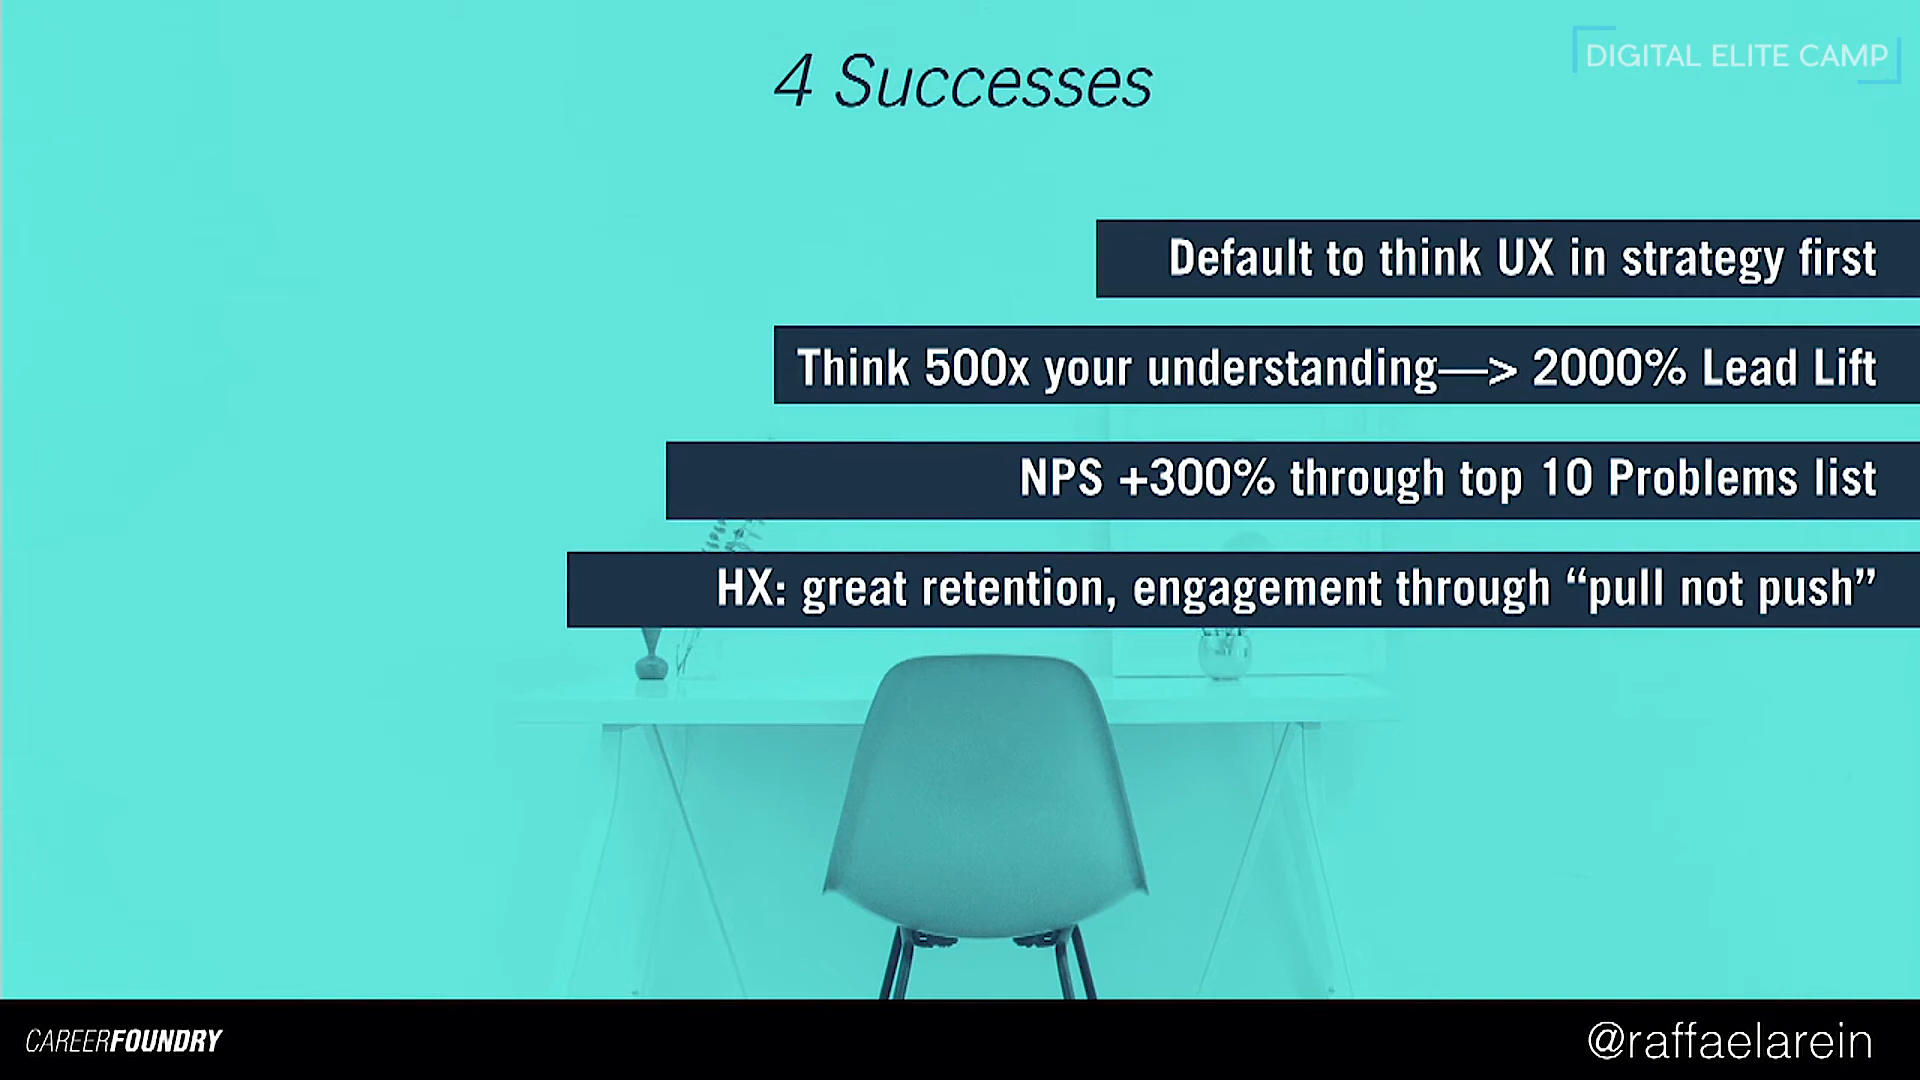 DIGITAL ELITE CAMP
4 Successes
Default to think UX in strategy first
Think 500x your understanding—> 2000% Lead Lift
NPS +300% through top 10 Problems list
HX: great retention, engagement through “pull not push”
CAREERFOUNDRY
@raffaelarein